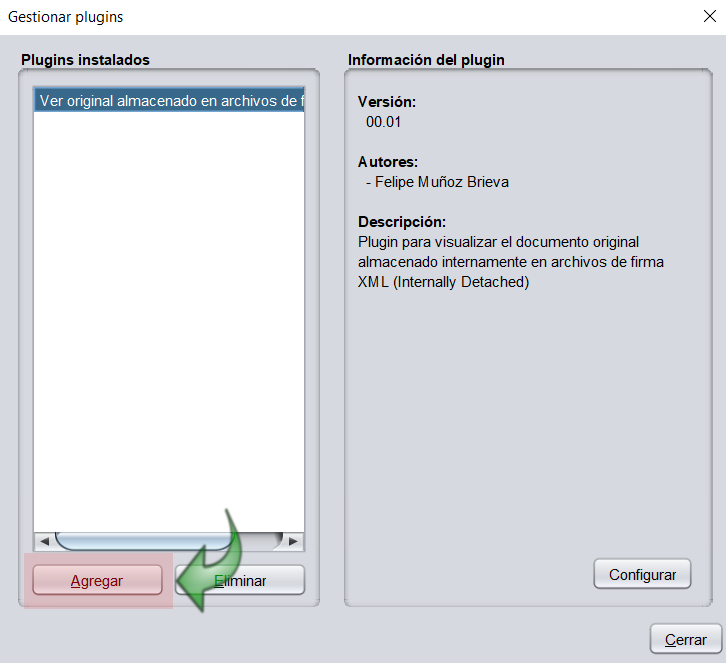 Gestionar plugins
Plugins instalados
Ver original almacenado en archivos de f
Agregar
Eliminar
Información del plugin
Versión:
00.01
Autores:
- Felipe Muñoz Brieva
Descripción:
Plugin para visualizar el documento original
almacenado internamente en archivos de firma
XML (Internally Detached)
Configurar
Cerrar